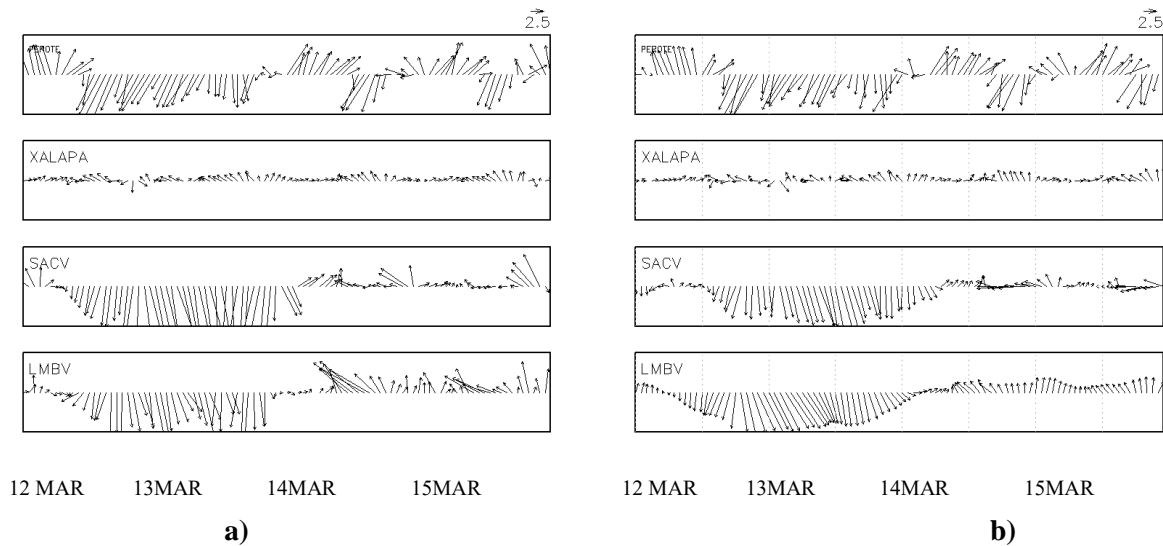 2.5
PEROTE
XALAPA
SACV
LMBV
12 MAR 13MAR 14MAR 15MAR
a)
2.5
PEROTE
XALAPA
SACV
LMBV
12 MAR 13MAR 14MAR 15MAR
b)